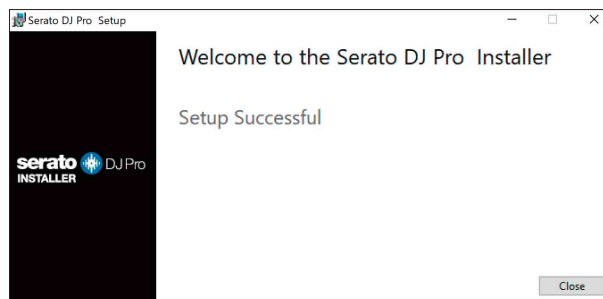 Serato DJ Pro Setup
Welcome to the Serato DJ Pro Installer
Setup Successful
serato DJ Pro
INSTALLER
Close